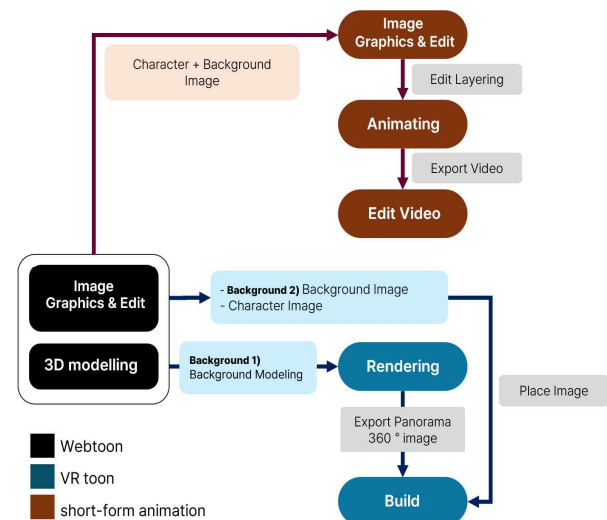 Image
Graphics & Edit
Character + Background
Image
Edit Layering
Animating
Export Video
Edit Video
Image
Graphics & Edit
- Background 2) Background Image
- Character Image
3D modelling
Background 1)
Background Modeling
Rendering
Place Image
Export Panorama
360 ° image
Build
Webtoon
VR toon
short-form animation